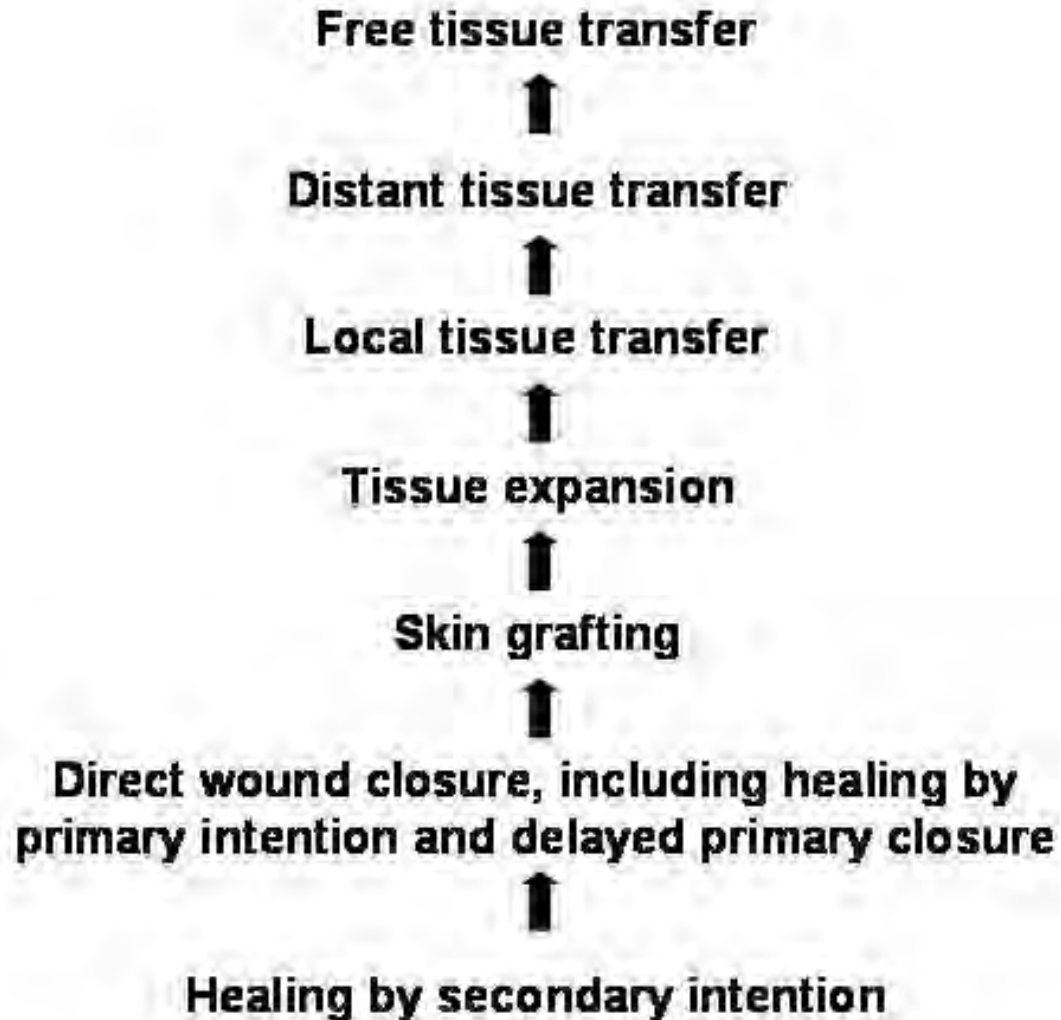 Free tissue transfer
Distant tissue transfer
Local tissue transfer
Tissue expansion
Skin grafting
Direct wound closure, including healing by
primary intention and delayed primary closure
Healing by secondary intention